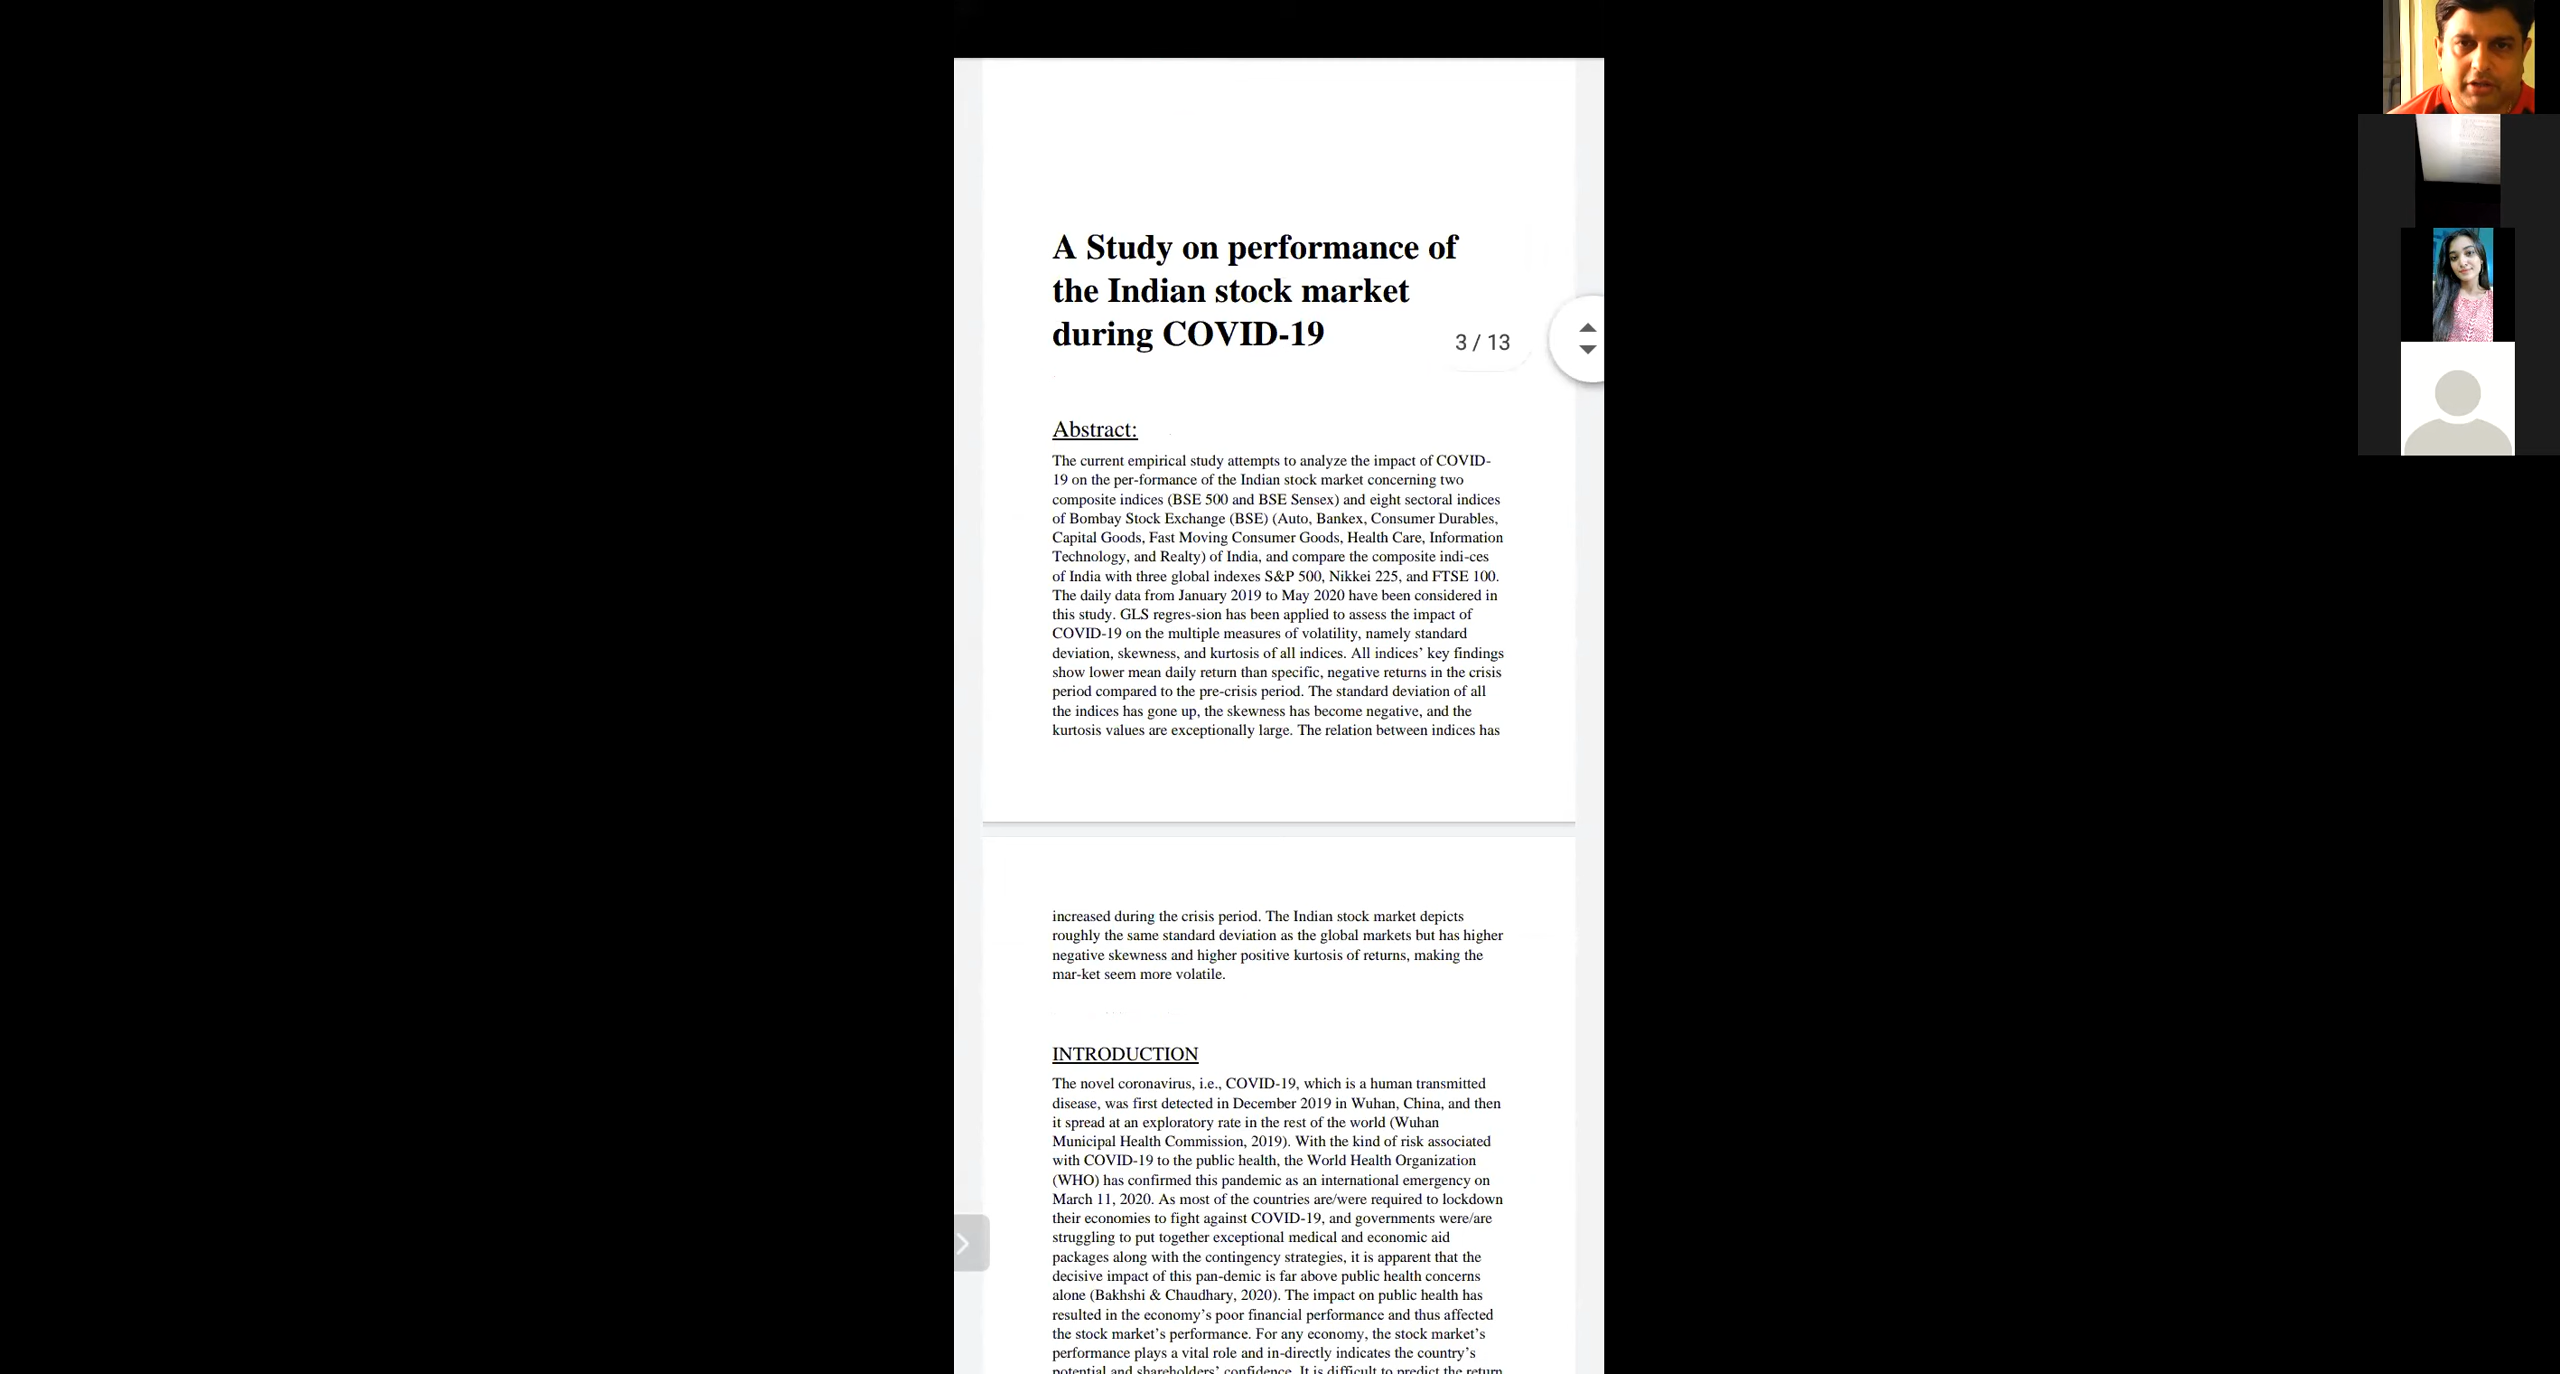 A Study on performance of
the Indian stock market
during COVID-19
3 / 13
Abstract:
The current empirical study attempts to analyze the impact of COVID-
19 on the per-formance of the Indian stock market concerning two
composite indices (BSE 500 and BSE Sensex) and eight sectoral indices
of Bombay Stock Exchange (BSE) (Auto, Bankex, Consumer Durables,
Capital Goods, Fast Moving Consumer Goods, Health Care, Information
Technology, and Realty) of India, and compare the composite indi-ces
of India with three global indexes S&P 500, Nikkei 225, and FTSE 100.
The daily data from January 2019 to May 2020 have been considered in
this study. GLS regres-sion has been applied to assess the impact of
COVID-19 on the multiple measures of volatility, namely standard
deviation, skewness, and kurtosis of all indices. All indices’ key findings
show lower mean daily return than specific, negative returns in the crisis
period compared to the pre-crisis period. The standard deviation of all
the indices has gone up, the skewness has become negative, and the
kurtosis values are exceptionally large. The relation between indices has
increased during the crisis period. The Indian stock market depicts
roughly the same standard deviation as the global markets but has higher
negative skewness and higher positive kurtosis of returns, making the
mar-ket seem more volatile.
INTRODUCTION
The novel coronavirus, i.e., COVID-19, which is a human transmitted
disease, was first detected in December 2019 in Wuhan, China, and then
it spread at an exploratory rate in the rest of the world (Wuhan
Municipal Health Commission, 2019). With the kind of risk associated
with COVID-19 to the public health, the World Health Organization
(WHO) has confirmed this pandemic as an international emergency on
March 11, 2020. As most of the countries are/were required to lockdown
their economies to fight against COVID-19, and governments were/are
struggling to put together exceptional medical and economic aid
packages along with the contingency strategies, it is apparent that the
decisive impact of this pan-demic is far above public health concerns
alone (Bakhshi & Chaudhary, 2020). The impact on public health has
resulted in the economy’s poor financial performance and thus affected
the stock market’s performance. For any economy, the stock market’s
performance plays a vital role and in-directly indicates the country’s
potential and shareholders’ confidence. It is difficult to predict the return